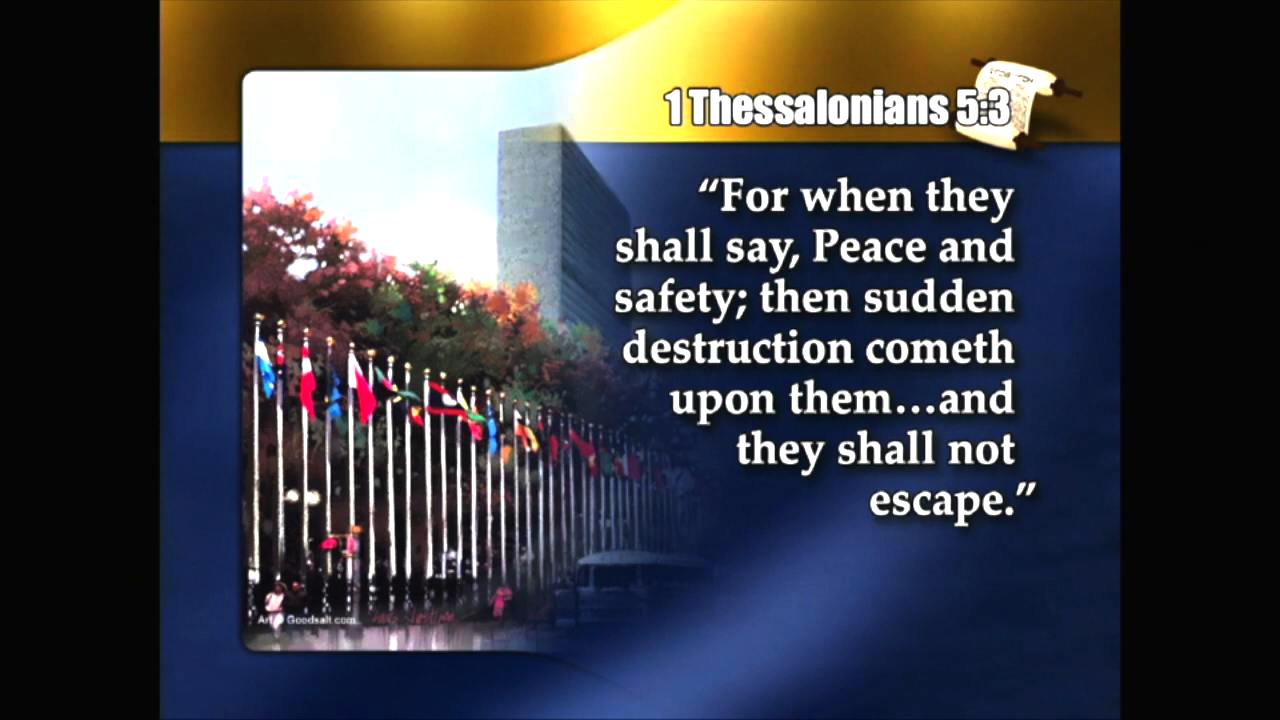 1 Thessalonians 5:3
“For when they
shall say, Peace and
safety; then sudden
destruction cometh
upon them...and
they shall not
escape.”
Art © Goodsalt.com